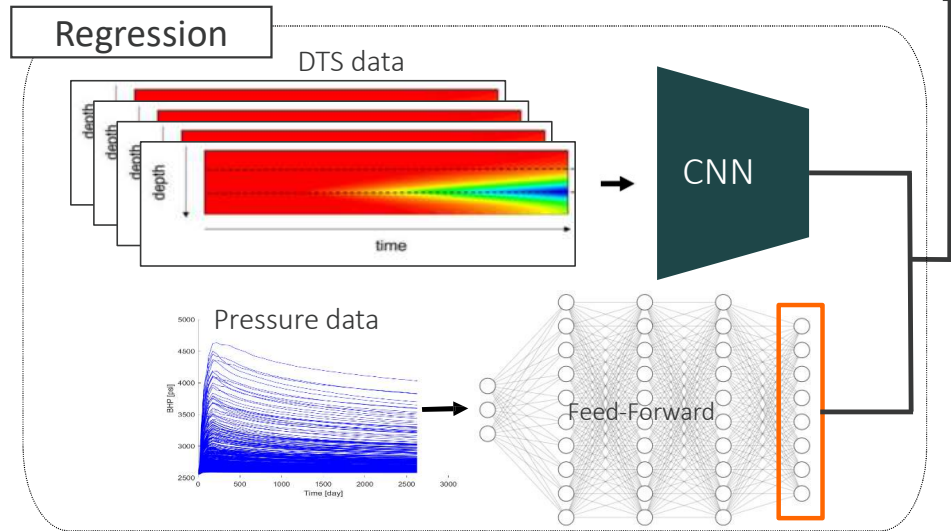 Regression
DTS data
depth
depth
depth
depth
time
CNN
Pressure data
5000
4500
4000
3500
3000
2500
BHP [psi]
0
500
1000
1500
2000
2500
3000
Time [day]
Feed-Forward